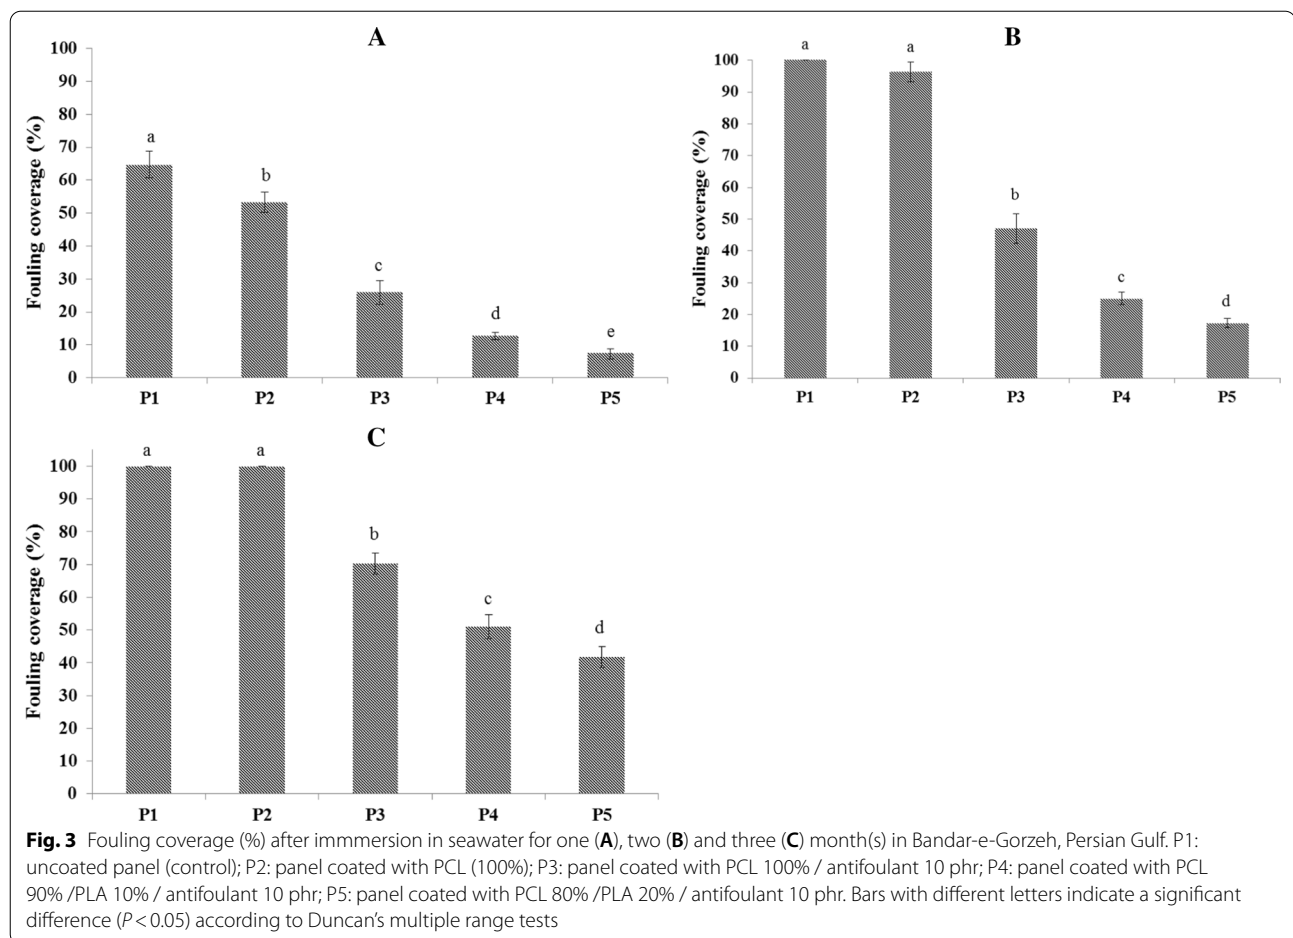 A
Fouling coverage (%)
100
90
80
70
60
50
40
30
20
10
0
a
b
c
d
e
P1 P2 P3 P4 P5
B
Fouling coverage (%)
100
90
80
70
60
50
40
30
20
10
0
a
a
b
c
d
P1 P2 P3 P4 P5
C
Fouling coverage (%)
100
90
80
70
60
50
40
30
20
10
0
a
a
b
c
d
P1 P2 P3 P4 P5
Fig. 3 Fouling coverage (%) after immmersion in seawater for one (A), two (B) and three (C) month(s) in Bandar-e-Gorzeh, Persian Gulf. P1:
uncoated panel (control); P2: panel coated with PCL (100%); P3: panel coated with PCL 100% / antifoulant 10 phr; P4: panel coated with PCL
90% /PLA 10% / antifoulant 10 phr; P5: panel coated with PCL 80% /PLA 20% / antifoulant 10 phr. Bars with different letters indicate a significant
difference (P < 0.05) according to Duncan's multiple range tests